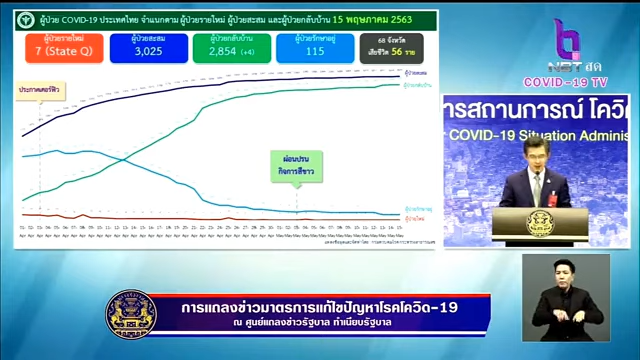 ผู้ป่วย COVID-19 ประเทศไทย จำแนกตาม ผู้ป่วยรายใหม่ ผู้ป่วยสะสม และผู้ป่วยกลับบ้าน 15 พฤษภาคม 2563
ผู้ป่วยรายใหม่
7 (State Q)
ผู้ป่วยสะสม
3,025
ผู้ป่วยกลับบ้าน
2,854 (+4)
ผู้ป่วยรักษาอยู่
115
68 จังหวัด
เสียชีวิต 56 ราย
NBT สด
COVID-19 TV
ประกาศเคอร์ฟิว
ผู้ป่วยสะสม
ผู้ป่วยกลับบ้าน
ผ่อนปรน
กิจการสีขาว
ผู้ป่วยรักษาอยู่
ผู้ป่วยใหม่
ารสถานการณ์ โควิ
COVID-19 Situation Adminis
การแถลงข่าวมาตรการแก้ไขปัญหาโรคโควิด-19
ณ ศูนย์แถลงข่าวรัฐบาล ทำเนียบรัฐบาล